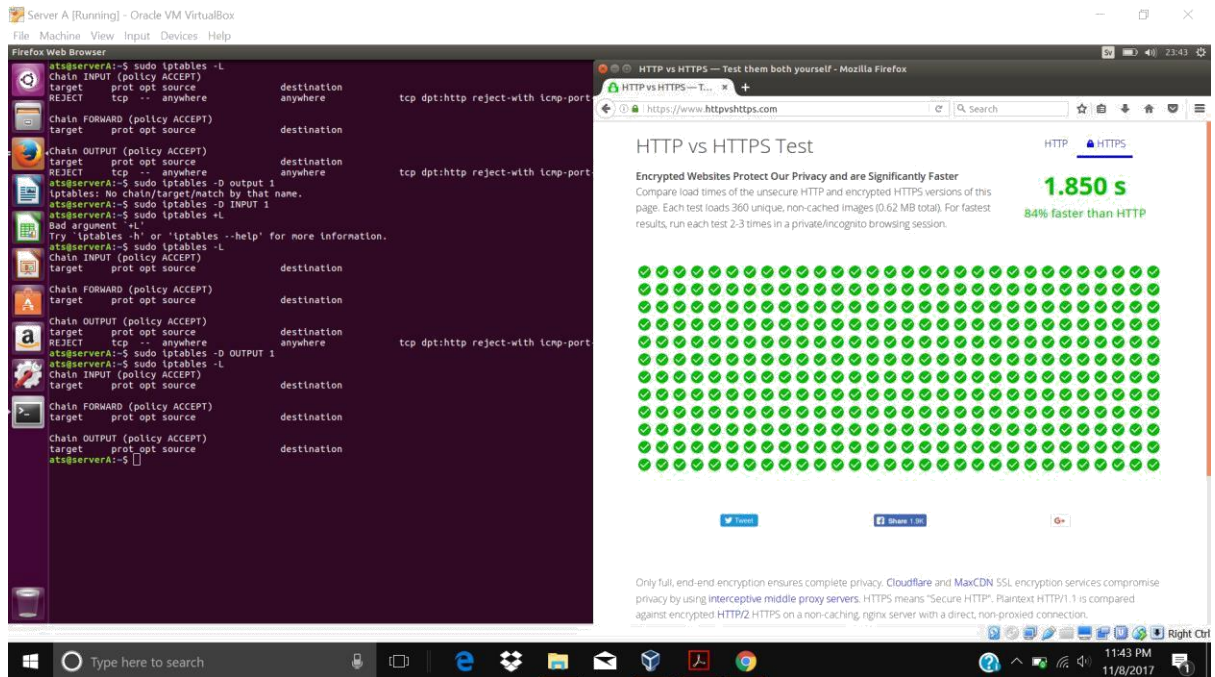 Server A [Running] - Oracle VM VirtualBox
File Machine View Input Devices Help
Firefox Web Browser
Sv
23:43
ats@serverA:~$ sudo iptables -L
Chain INPUT (policy ACCEPT)
target prot opt source destination
REJECT tcp -- anywhere anywhere tcp dpt:http reject-with icmp-port-
Chain FORWARD (policy ACCEPT)
target prot opt source destination
Chain OUTPUT (policy ACCEPT)
target prot opt source destination
REJECT tcp -- anywhere anywhere tcp dpt:http reject-with icmp-port-
ats@serverA:~$ sudo iptables -D output 1
iptables: No chain/target/match by that name.
ats@serverA:~$ sudo iptables -D INPUT 1
ats@serverA:~$ sudo iptables +L
Bad argument `+L'
Try `iptables -h' or 'iptables --help' for more information.
ats@serverA:~$ sudo iptables -L
Chain INPUT (policy ACCEPT)
target prot opt source destination
Chain FORWARD (policy ACCEPT)
target prot opt source destination
Chain OUTPUT (policy ACCEPT)
target prot opt source destination
REJECT tcp -- anywhere anywhere tcp dpt:http reject-with icmp-port-
ats@serverA:~$ sudo iptables -D OUTPUT 1
ats@serverA:~$ sudo iptables -L
Chain INPUT (policy ACCEPT)
target prot opt source destination
Chain FORWARD (policy ACCEPT)
target prot opt source destination
Chain OUTPUT (policy ACCEPT)
target prot opt source destination
ats@serverA:~$
HTTP vs HTTPS — Test them both yourself - Mozilla Firefox
HTTP vs HTTPS — T...
https://www.httpvshttps.com
Search
HTTP vs HTTPS Test
HTTP HTTPS
Encrypted Websites Protect Our Privacy and are Significantly Faster
Compare load times of the unsecure HTTP and encrypted HTTPS versions of this
page. Each test loads 360 unique, non-cached images (0.62 MB total). For fastest
results, run each test 2-3 times in a private/incognito browsing session.
1.850 s
84% faster than HTTP
Tweet
Share 1.9K
G+
Only full, end-end encryption ensures complete privacy. Cloudflare and MaxCDN SSL encryption services compromise
privacy by using interceptive middle proxy servers. HTTPS means "Secure HTTP". Plaintext HTTP/1.1 is compared
against encrypted HTTP/2 HTTPS on a non-caching, nginx server with a direct, non-proxied connection.
Right Ctrl
Type here to search
11:43 PM
11/8/2017